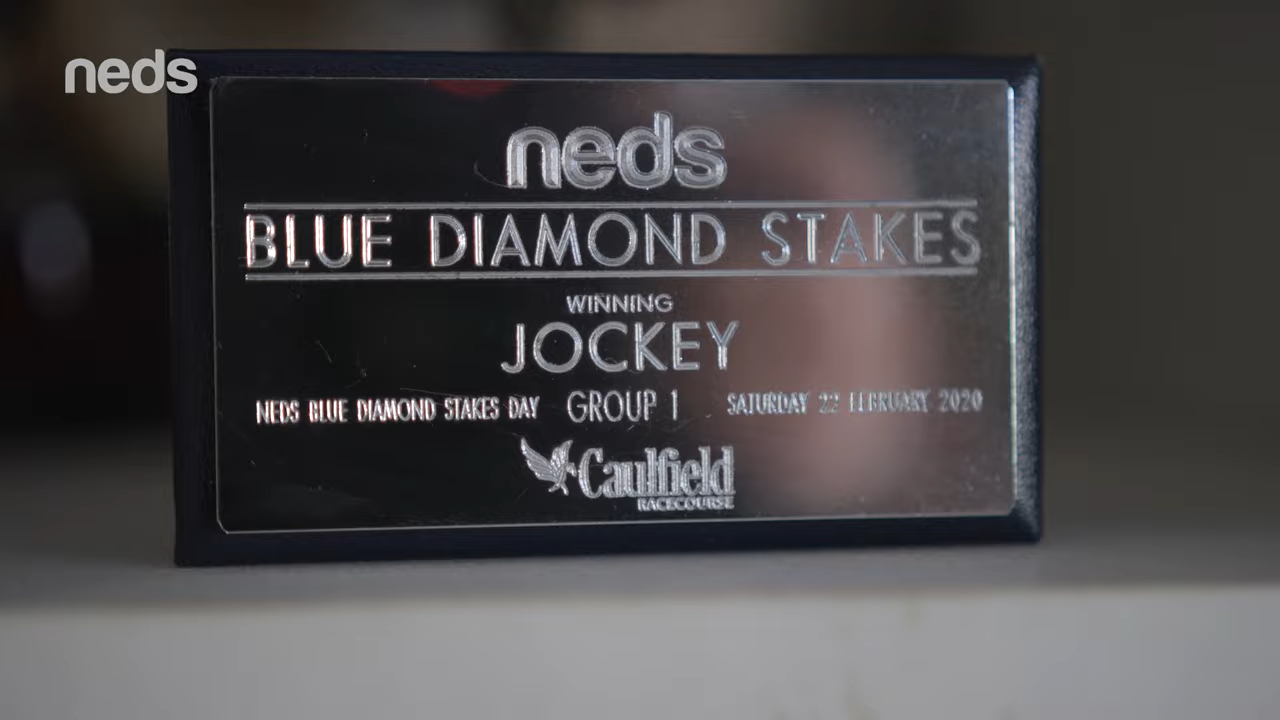 neds
neds
BLUE DIAMOND STAKES
WINNING
JOCKEY
NEDS BLUE DIAMOND STAKES DAY GROUP 1 SATURDAY 22 FEBRUARY 2020
Caulfield
RACECOURSE